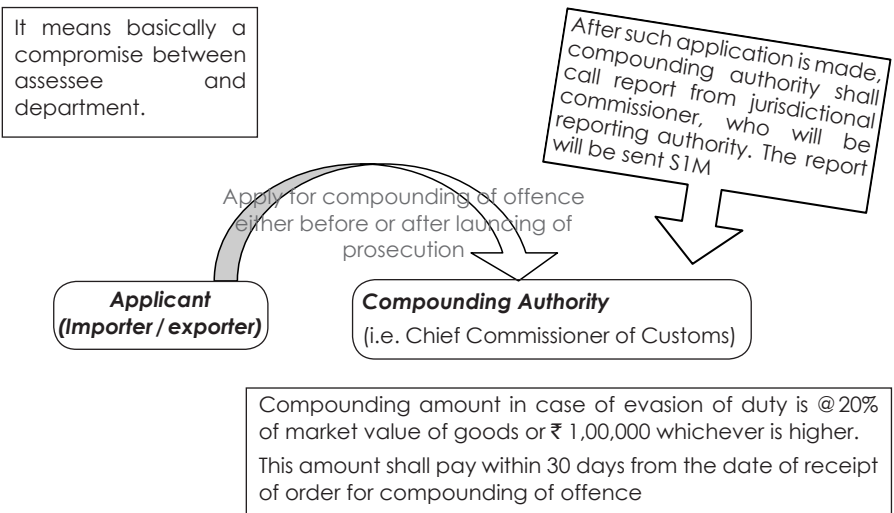 It means basically a
compromise between
assessee and
department.
After such application is made,
compounding authority shall
call report from jurisdictional
commissioner, who will be
reporting authority. The report
will be sent S1M
Apply for compounding of offence
either before or after launcing of
prosecution
Applicant
(Importer / exporter)
Compounding Authority
(i.e. Chief Commissioner of Customs)
Compounding amount in case of evasion of duty is @20%
of market value of goods or ₹ 1,00,000 whichever is higher.
This amount shall pay within 30 days from the date of receipt
of order for compounding of offence